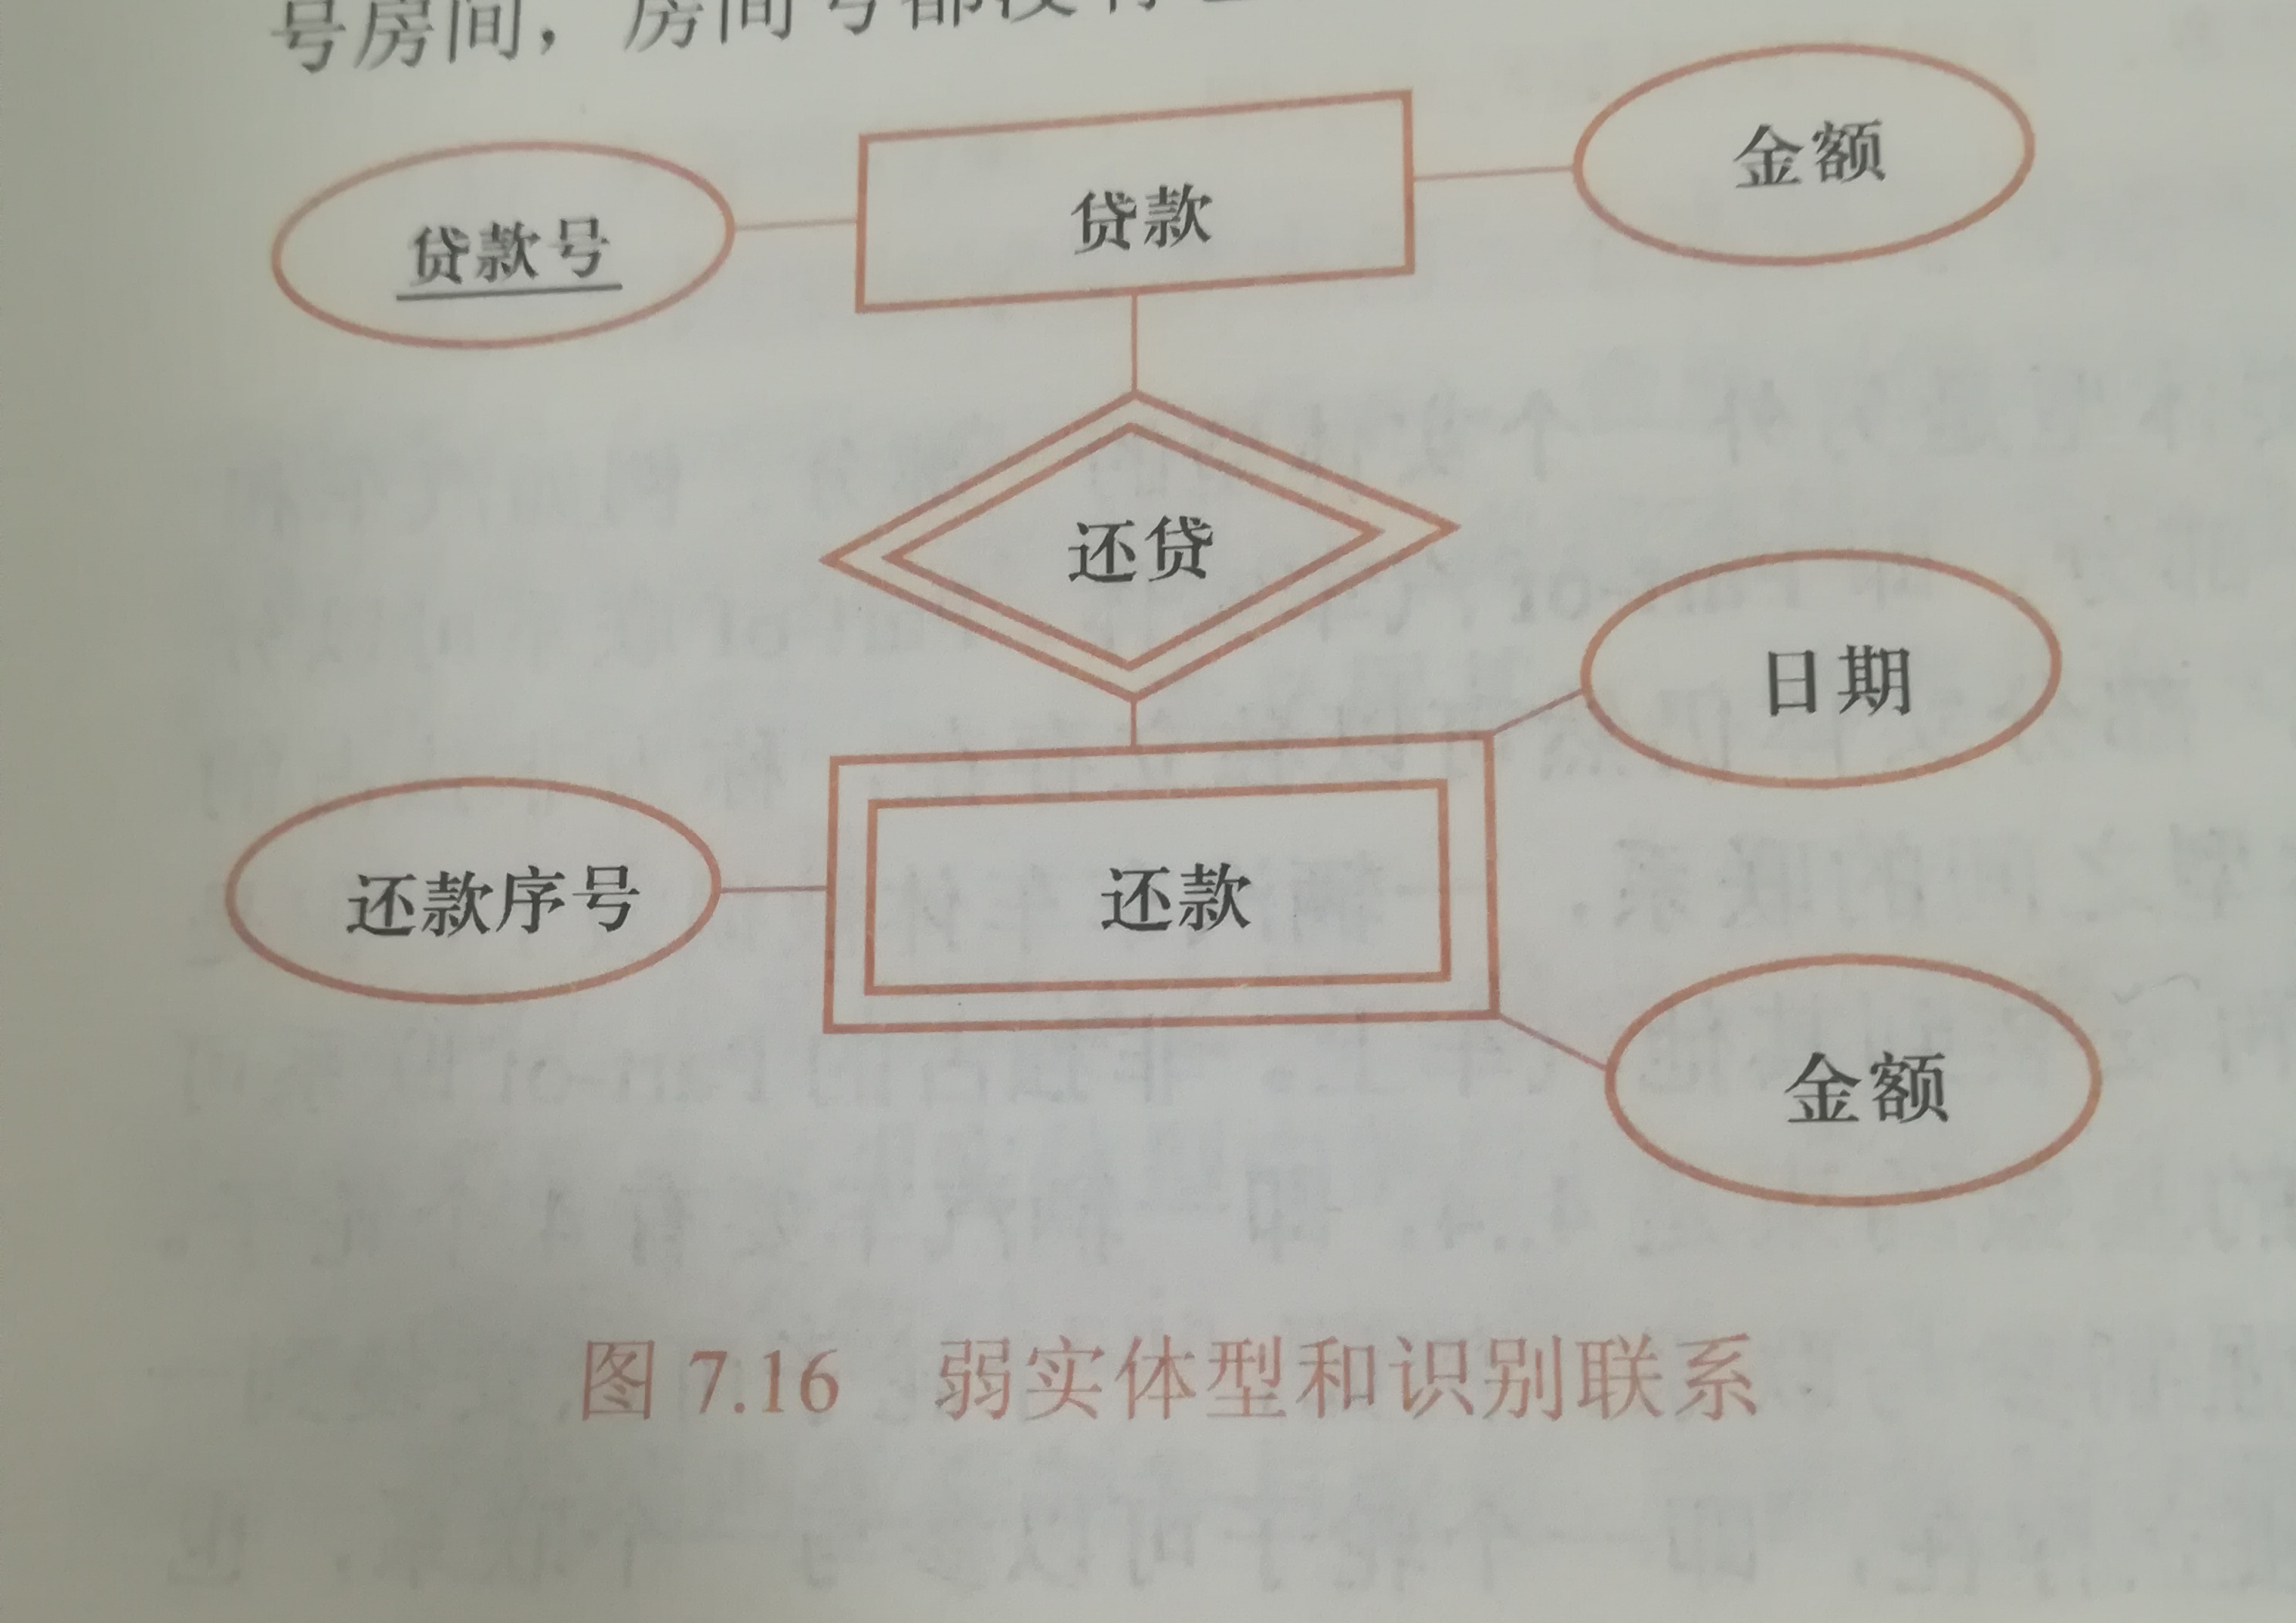 号房间，房间号都没有
金额
贷款
贷款号
还贷
日期
还款序号
还款
金额
图 7.16 弱实体型和识别联系